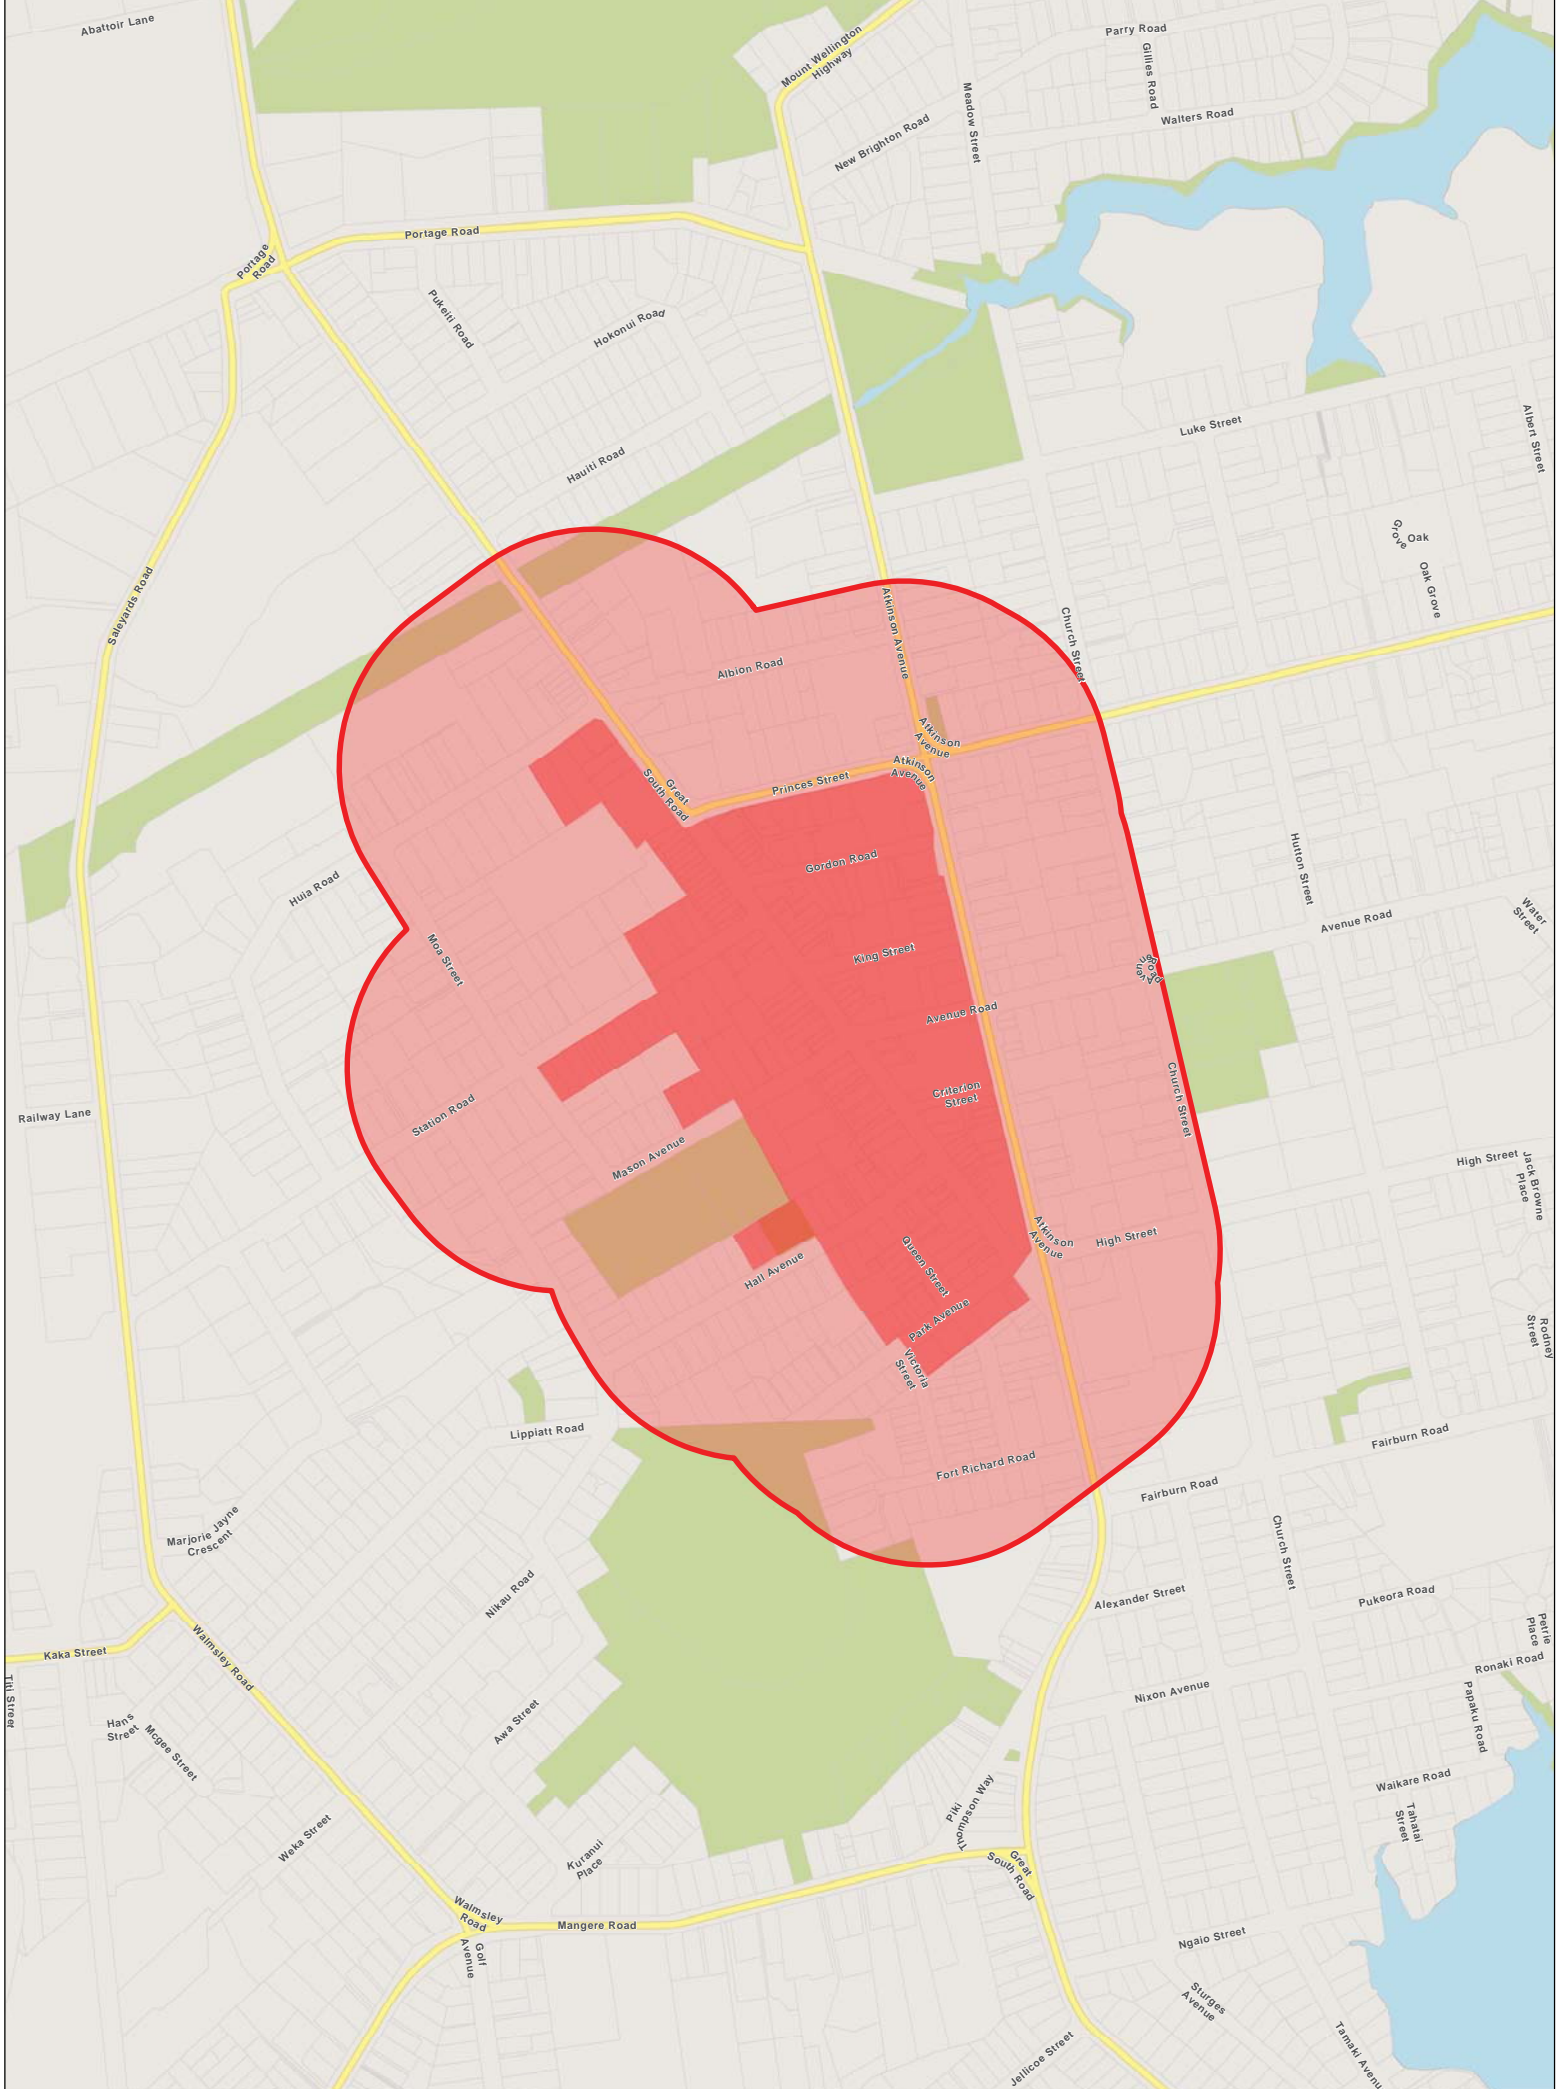 Abattoir Lane
Mount Wellington
Highway
Parry Road
Gillies Road
Meadow Street
Walters Road
New Brighton Road
Portage Road
Portage
Road
Pukeiti Road
Hokonui Road
Luke Street
Albert Street
Hauiti Road
Oak
Grove
Oak Grove
Saleyards Road
Atkinson Avenue
Church Street
Albion Road
Atkinson
Avenue
Atkinson
Avenue
Princes Street
Great
South Road
Gordon Road
Hutton Street
Huia Road
Avenue Road
Water
Street
Moa Street
King Street
Avenue
Road
Avenue Road
Criterion
Street
Church Street
Railway Lane
Station Road
Mason Avenue
High Street
Jack Browne
Place
Atkinson
Avenue
High Street
Queen Street
Hall Avenue
Park Avenue
Rodney
Street
Victoria
Street
Lippiatt Road
Fairburn Road
Fort Richard Road
Fairburn Road
Marjorie Jayne
Crescent
Church Street
Nikau Road
Alexander Street
Pukeora Road
Petrie
Place
Kaka Street
Walmsley Road
Ronaki Road
Titi Street
Nixon Avenue
Papaku Road
Hans
Street
Mcgee Street
Awa Street
Waikare Road
Piki
Thompson Way
Tahatai
Street
Weka Street
Kuranui
Place
Great
South Road
Walmsley
Road
Mangere Road
Golf
Avenue
Ngaio Street
Sturges
Avenue
Jellicoe Street
Tamaki Avenu